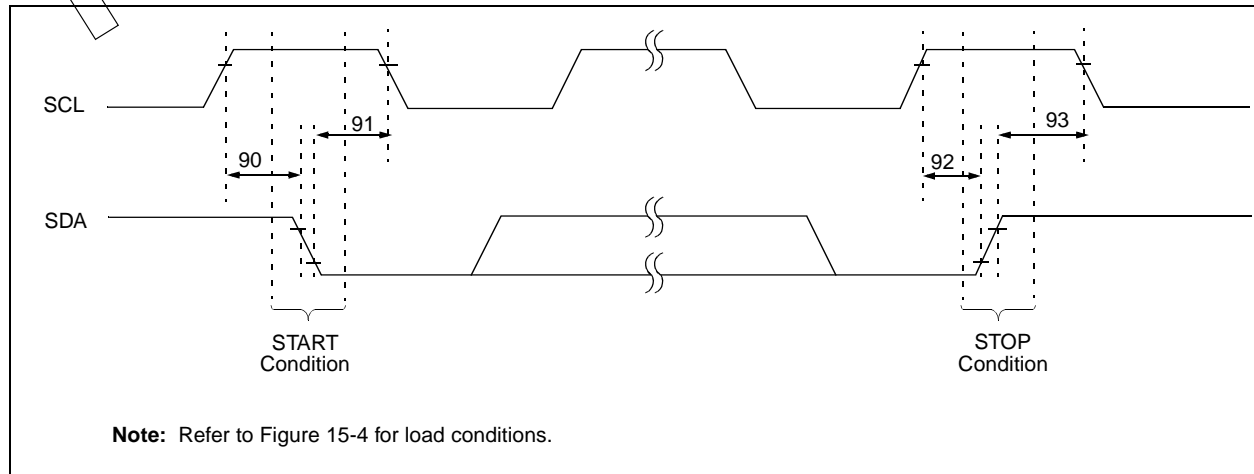 SCL
91
93
90
92
SDA
START
Condition
STOP
Condition
Note: Refer to Figure 15-4 for load conditions.